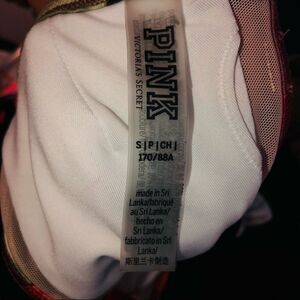 PINK
VICTORIA'S SECRET
S | P | CH |
170/88A
made in Sri
Lanka/fabriqué
au Sri Lanka/
hecho en
Sri Lanka/
fabbricato in Sri
Lanka/
斯里兰卡制造